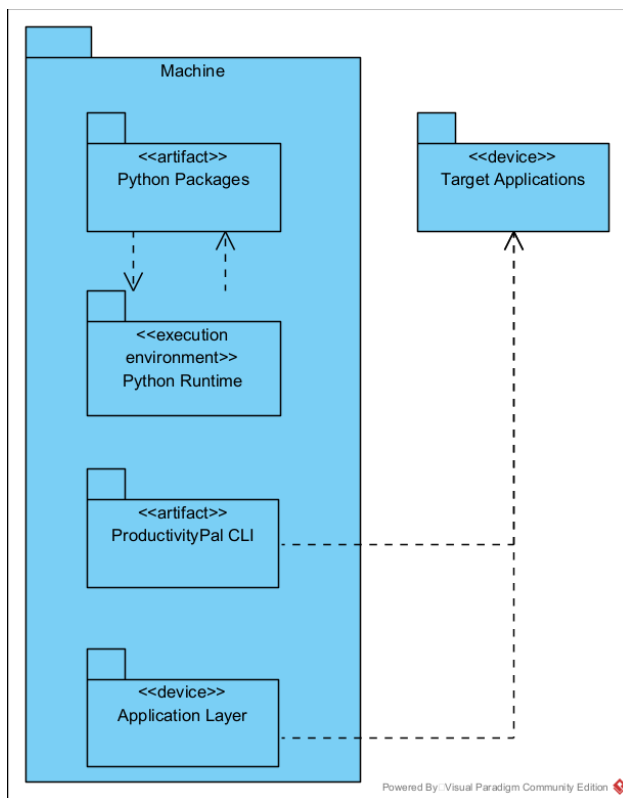 Machine
<<artifact>>
Python Packages
<<device>>
Target Applications
<<execution
environment>>
Python Runtime
<<artifact>>
ProductivityPal CLI
<<device>>
Application Layer
Powered By Visual Paradigm Community Edition